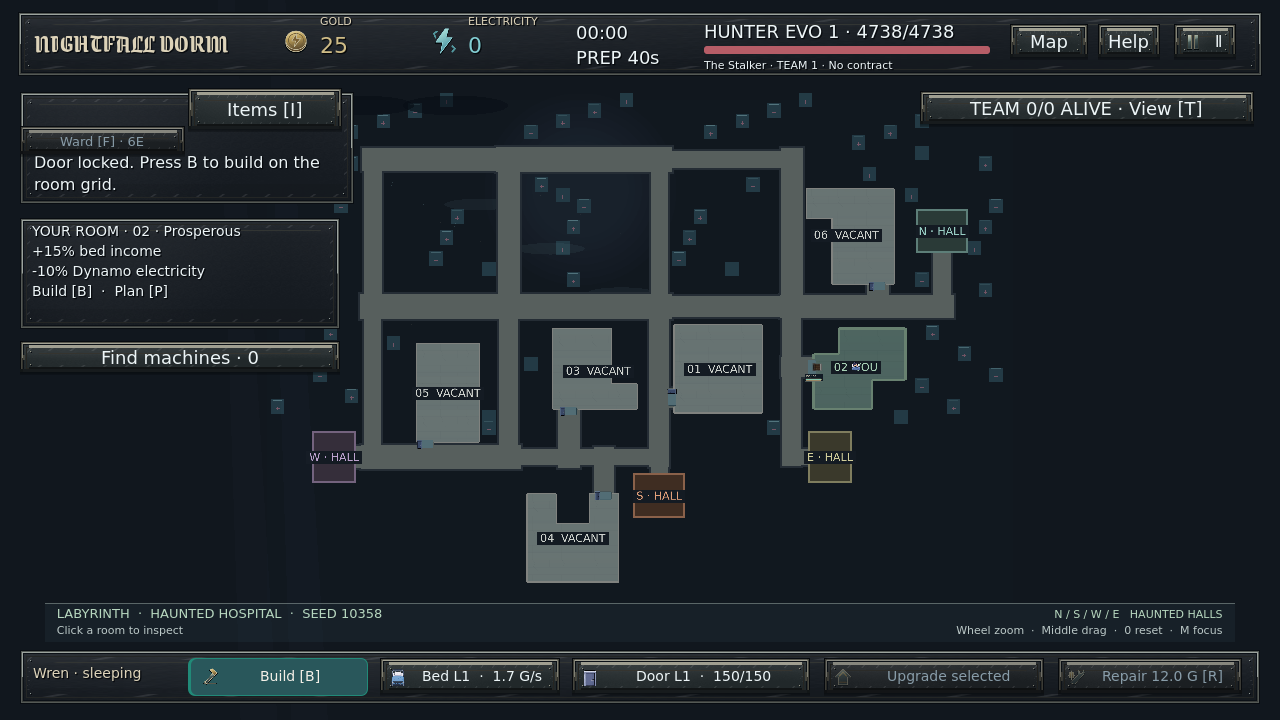 NIGHTFALL DORM
GOLD
25
ELECTRICITY
0
00:00
PREP 40s
HUNTER EVO 1 · 4738/4738
The Stalker · TEAM 1 · No contract
Map
Help
II
Items [I]
Ward [F] · 6E
Door locked. Press B to build on the
room grid.
TEAM 0/0 ALIVE · View [T]
YOUR ROOM · 02 · Prosperous
+15% bed income
-10% Dynamo electricity
Build [B] · Plan [P]
Find machines · 0
06 VACANT
N · HALL
03 VACANT
01 VACANT
02 YOU
05 VACANT
W · HALL
E · HALL
S · HALL
04 VACANT
LABYRINTH · HAUNTED HOSPITAL · SEED 10358
Click a room to inspect
N / S / W / E HAUNTED HALLS
Wheel zoom · Middle drag · 0 reset · M focus
Wren · sleeping
Build [B]
Bed L1 · 1.7 G/s
Door L1 · 150/150
Upgrade selected
Repair 12.0 G [R]